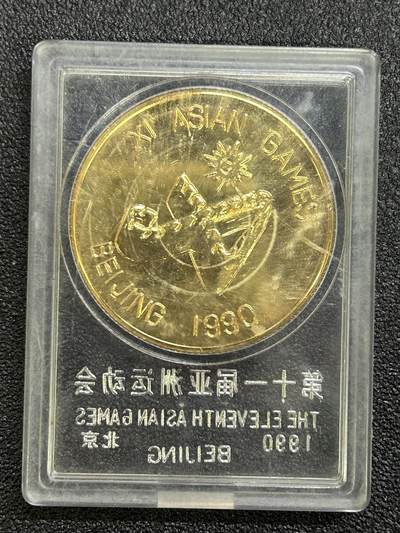 XI ASIAN GAMES
BEIJING 1990
第十一届亚洲运动会
THE ELEVENTH ASIAN GAMES
1990 北京
BEIJING